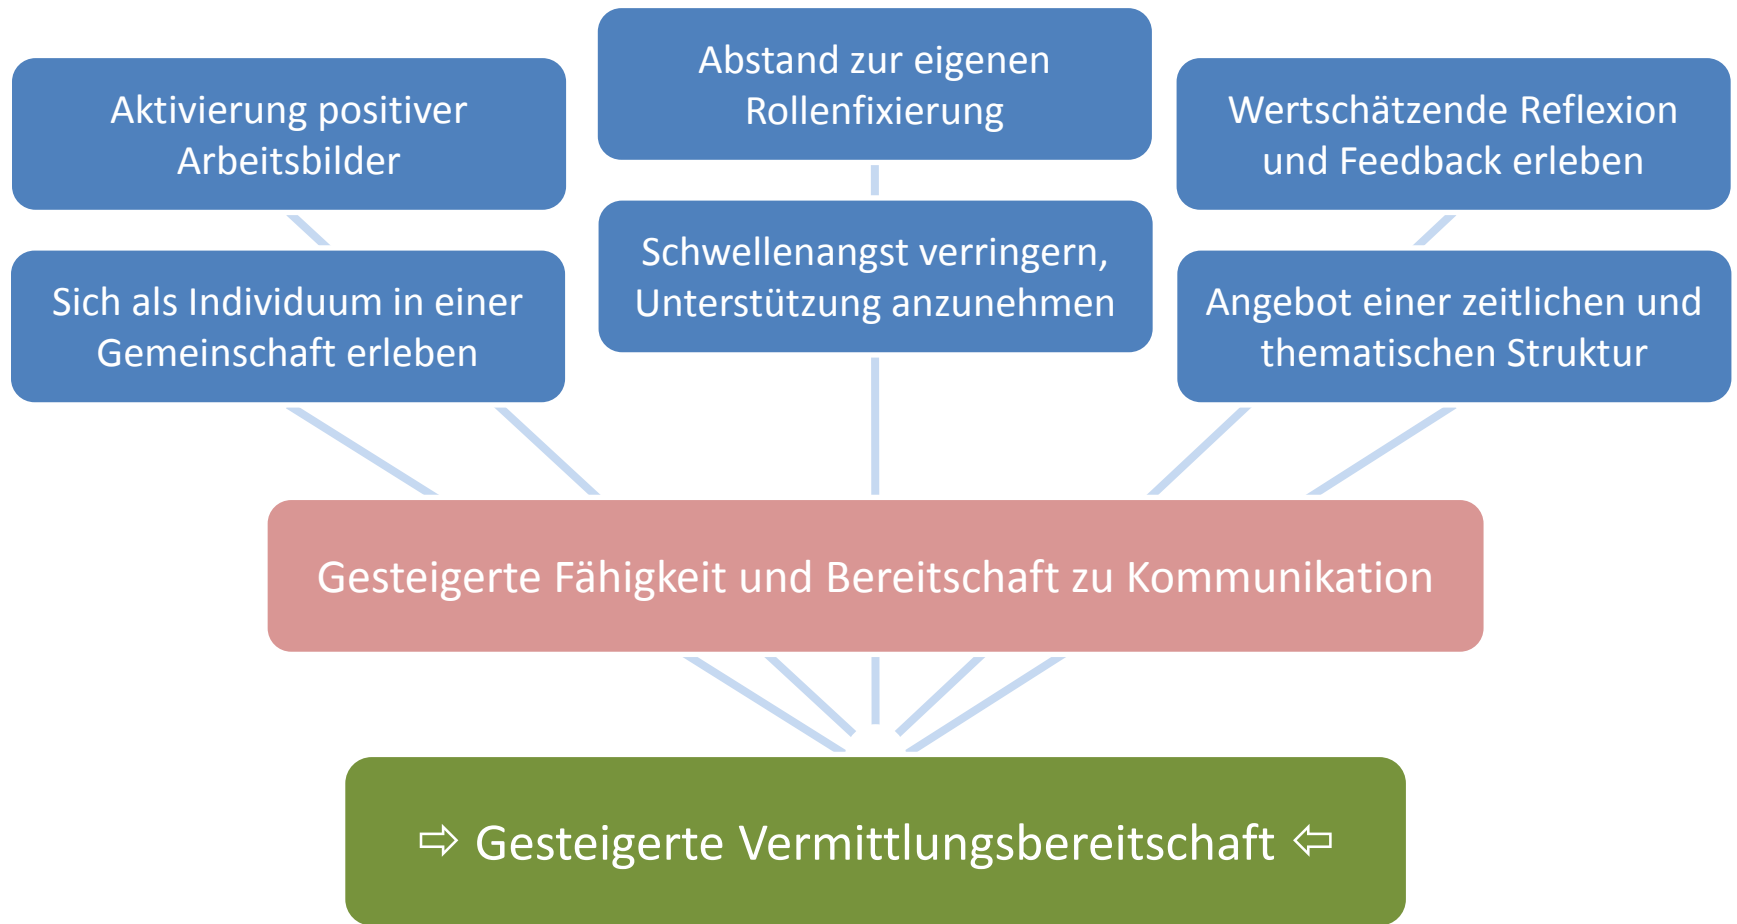 Aktivierung positiver
Arbeitsbilder
Abstand zur eigenen
Rollenfixierung
Wertschätzende Reflexion
und Feedback erleben
Sich als Individuum in einer
Gemeinschaft erleben
Schwellenangst verringern,
Unterstützung anzunehmen
Angebot einer zeitlichen und
thematischen Struktur
Gesteigerte Fähigkeit und Bereitschaft zu Kommunikation
⇨ Gesteigerte Vermittlungsbereitschaft ⇦